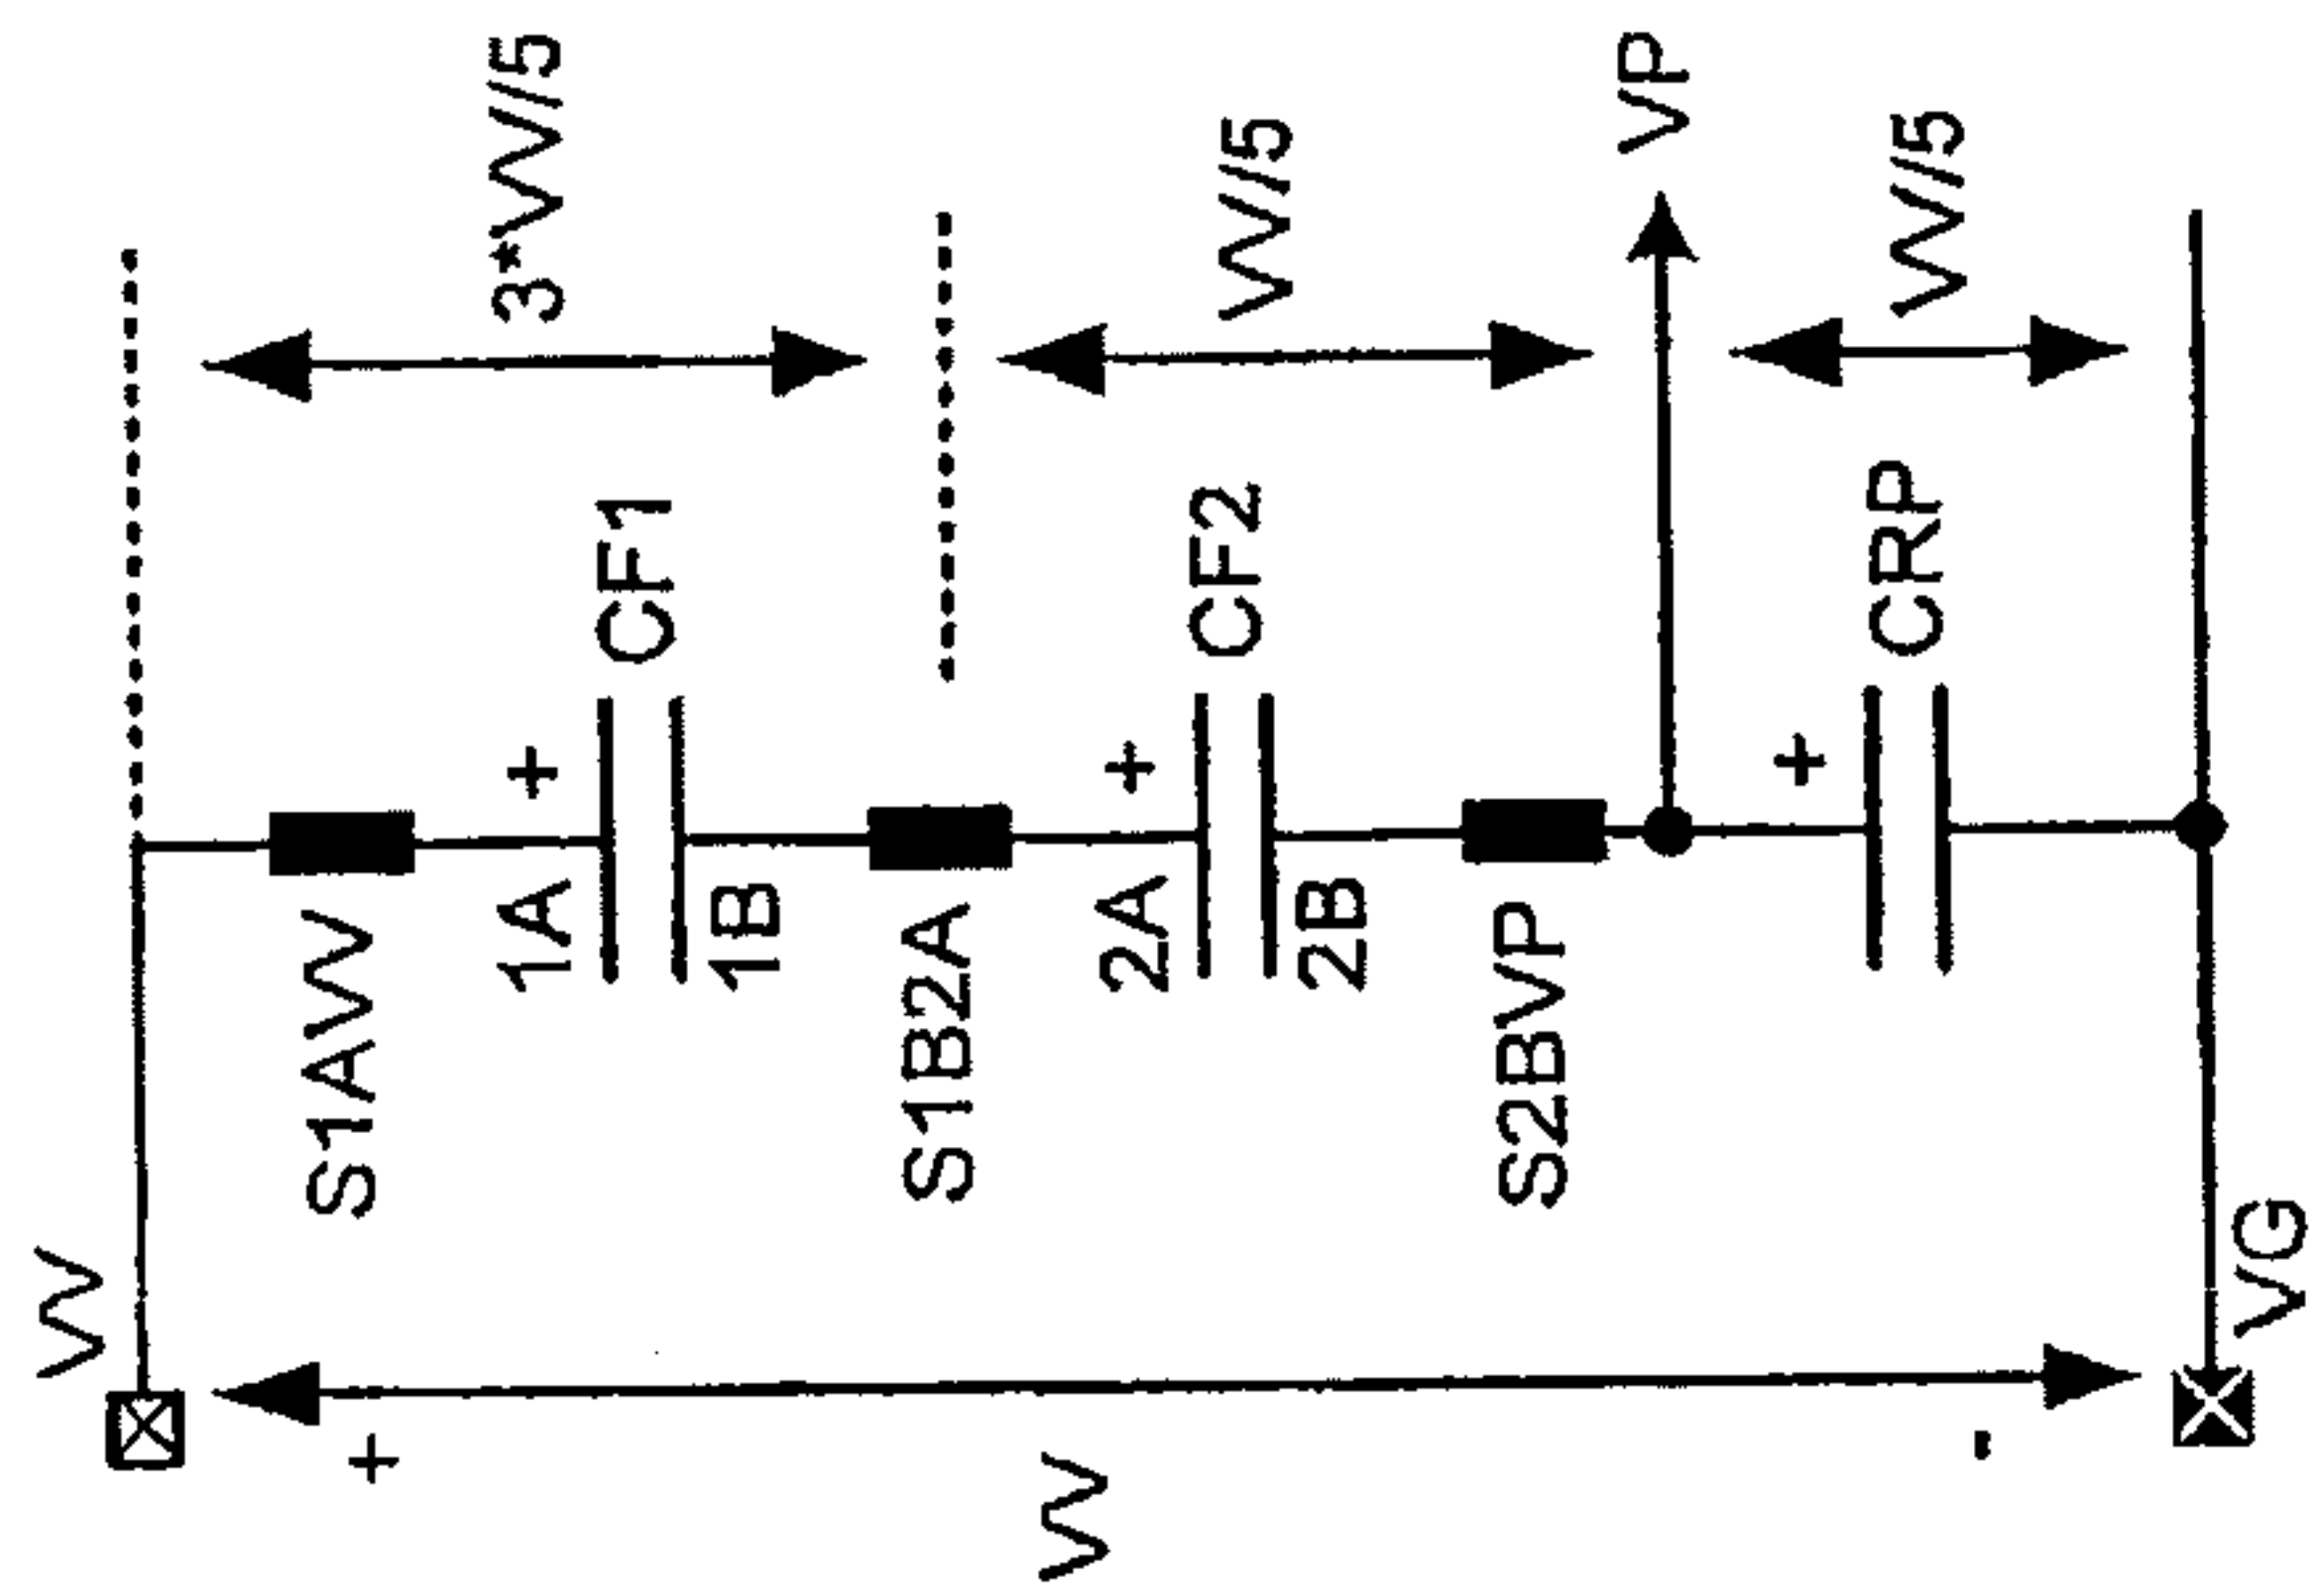 VV
+
S1AVV
3*VV/5
1A
+
CF1
1B
S1B2A
VV
2A
+
CF2
VV/5
2B
S2BVP
VP
+
CRP
VV/5
-
VG